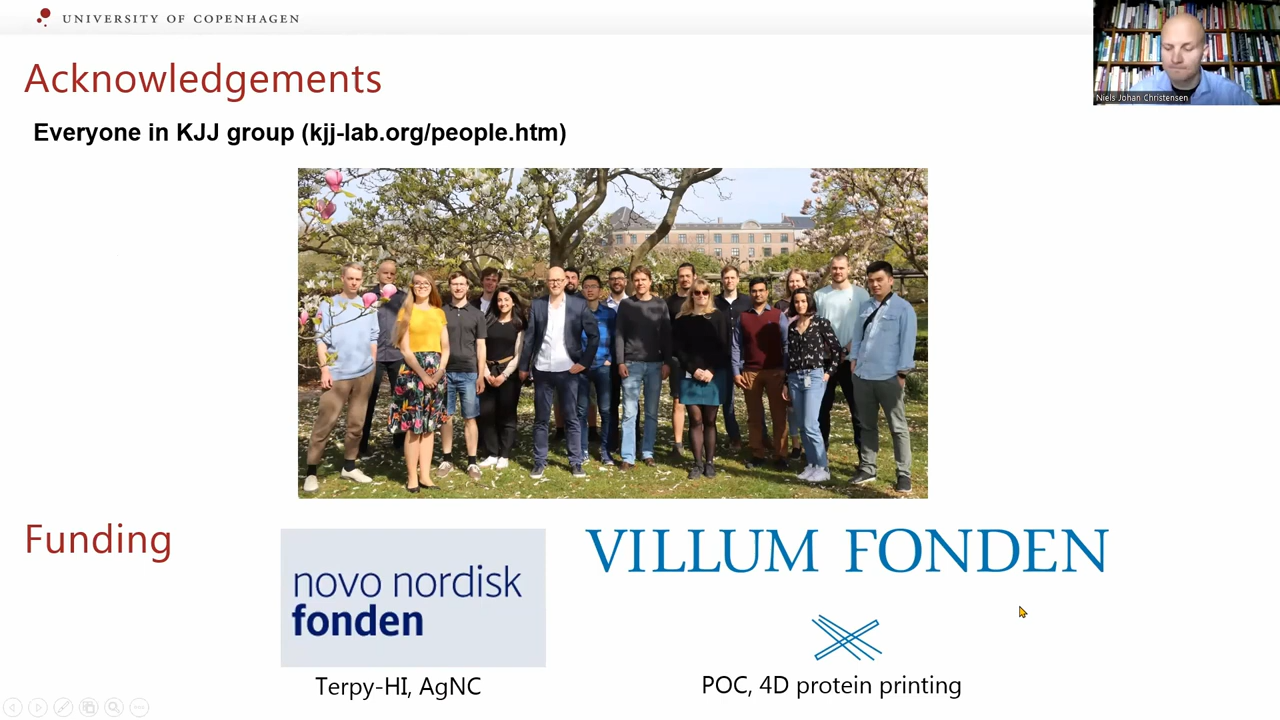 UNIVERSITY OF COPENHAGEN
Niels Johan Christensen
Acknowledgements
Everyone in KJJ group (kjj-lab.org/people.htm)
Funding
novo nordisk
fonden
VILLUM FONDEN
Terpy-HI, AgNC
POC, 4D protein printing